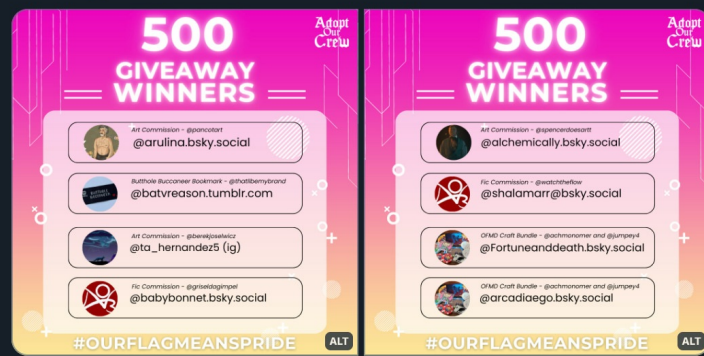 500
GIVEAWAY
WINNERS
Adapt
Our
Crew
Art Commission - @pancotart
@arulina.bsky.social
Butthole Buccaneer Bookmark - @thatlibemybrand
@batvreason.tumblr.com
Art Commission - @berekjoselwicz
@ta_hernandez5 (ig)
Fic Commission - @griseldagimpel
@babybonnet.bsky.social
#OURFLAGMEANSPRIDE
ALT
500
GIVEAWAY
WINNERS
Adapt
Our
Crew
Art Commission - @spencerdoesartt
@alchemically.bsky.social
Fic Commission - @watchtheflow
@shalamarr@bsky.social
OFMD Craft Bundle - @achmonomer and @jumpey4
@Fortuneanddeath.bsky.social
OFMD Craft Bundle - @achmonomer and @jumpey4
@arcadiaego.bsky.social
#OURFLAGMEANSPRIDE
ALT